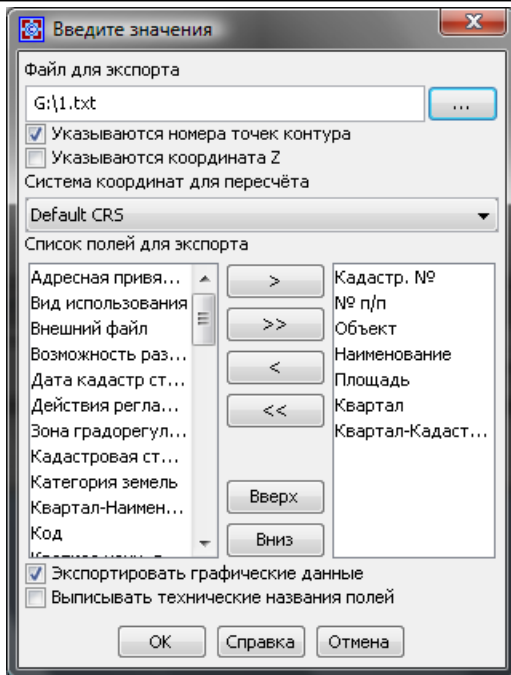 Введите значения
Файл для экспорта
G:\1.txt
...
Указываются номера точек контура
Указываются координата Z
Система координат для пересчёта
Default CRS
Список полей для экспорта
Адресная привя...
Вид использования
Внешний файл
Возможность раз...
Дата кадастр ст...
Действия регла...
Зона градорегул...
Кадастровая ст...
Категория земель
Квартал-Наимен...
Код
>
>>
<
<<
Вверх
Вниз
Кадастр. №
№ п/п
Объект
Наименование
Площадь
Квартал
Квартал-Кадаст...
Экспортировать графические данные
Выписывать технические названия полей
OK
Справка
Отмена